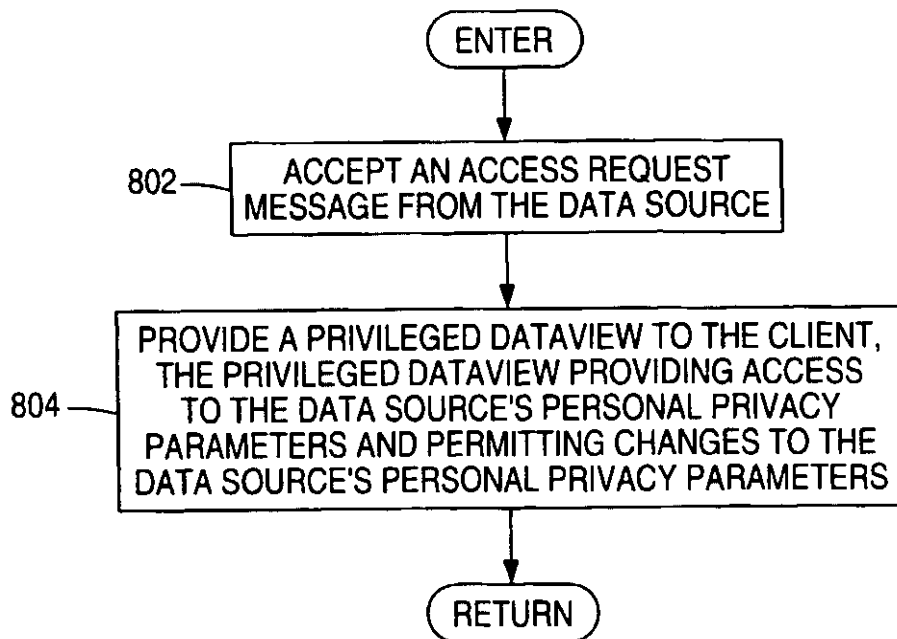 ENTER
802
ACCEPT AN ACCESS REQUEST
MESSAGE FROM THE DATA SOURCE
804
PROVIDE A PRIVILEGED DATAVIEW TO THE CLIENT,
THE PRIVILEGED DATAVIEW PROVIDING ACCESS
TO THE DATA SOURCE'S PERSONAL PRIVACY
PARAMETERS AND PERMITTING CHANGES TO THE
DATA SOURCE'S PERSONAL PRIVACY PARAMETERS
RETURN